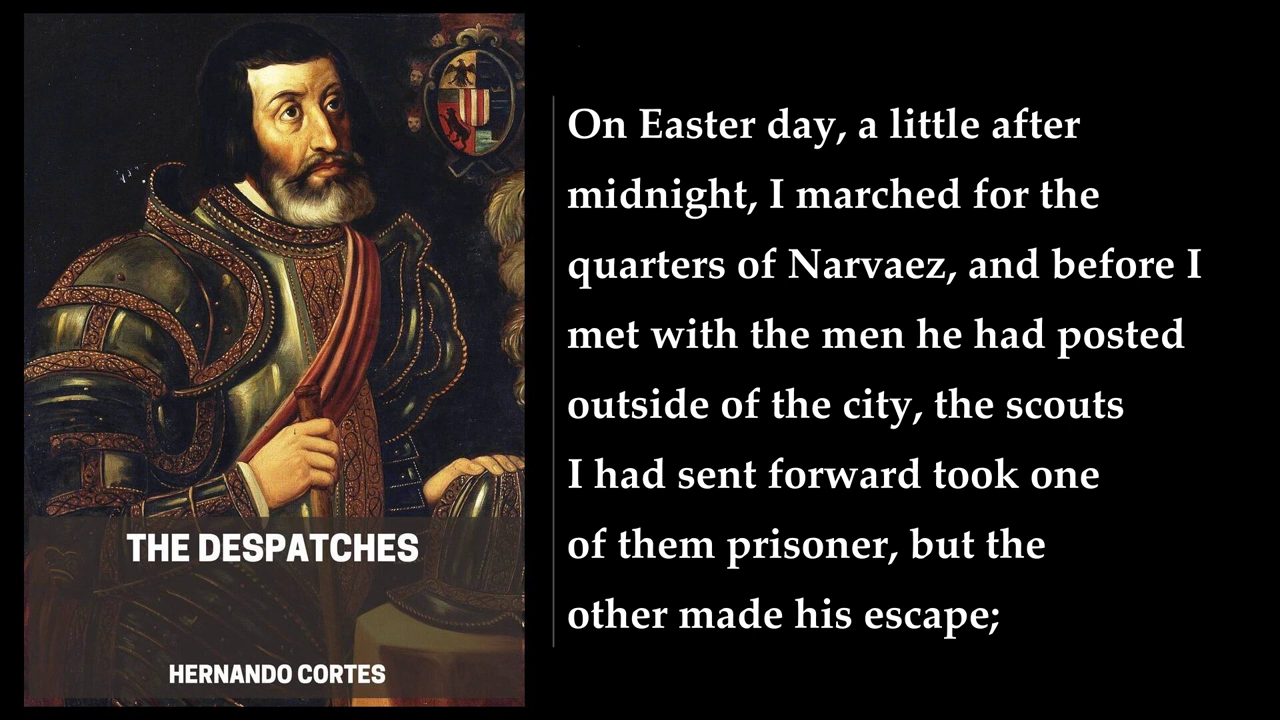 THE DESPATCHES
HERNANDO CORTES
On Easter day, a little after
midnight, I marched for the
quarters of Narvaez, and before I
met with the men he had posted
outside of the city, the scouts
I had sent forward took one
of them prisoner, but the
other made his escape;